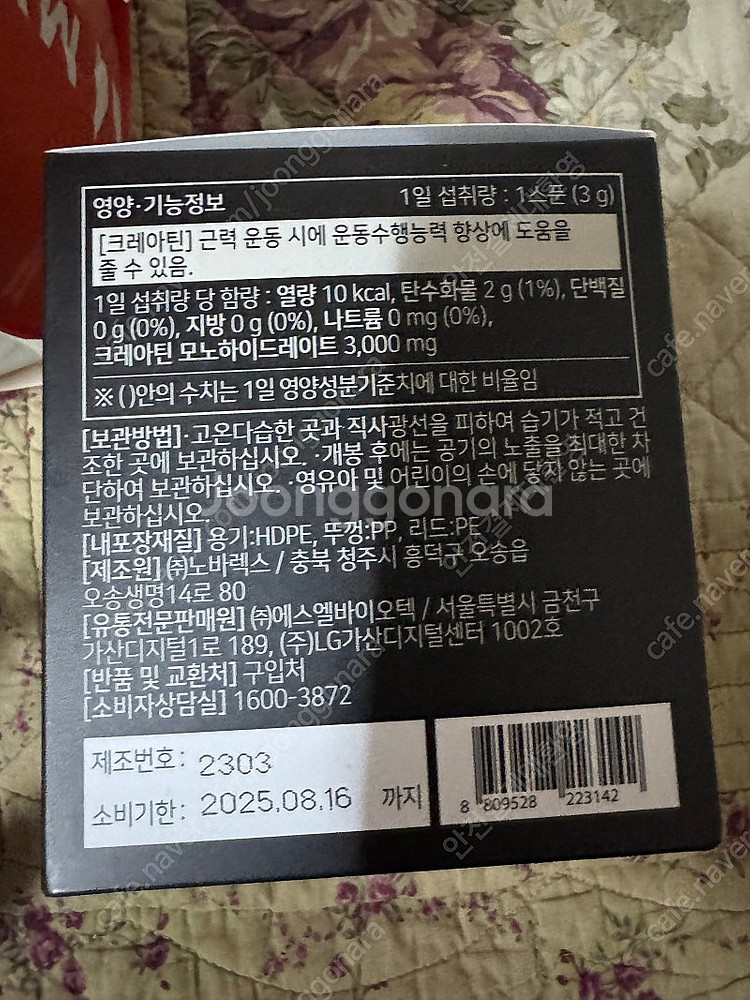 영양·기능정보 1일 섭취량 : 1스푼 (3 g)
[크레아틴] 근력 운동 시에 운동수행능력 향상에 도움을
줄 수 있음.
1일 섭취량 당 함량 : 열량 10 kcal, 탄수화물 2 g (1%), 단백질
0 g (0%), 지방 0 g (0%), 나트륨 0 mg (0%),
크레아틴 모노하이드레이트 3,000 mg
※ ( )안의 수치는 1일 영양성분기준치에 대한 비율임
[보관방법]·고온다습한 곳과 직사광선을 피하여 습기가 적고 건
조한 곳에 보관하십시오. ·개봉 후에는 공기의 노출을 최대한 차
단하여 보관하십시오. ·영유아 및 어린이의 손에 닿지 않는 곳에
보관하십시오.
[내포장재질] 용기:HDPE, 뚜껑:PP, 리드:PE
[제조원] ㈜노바렉스 / 충북 청주시 흥덕구 오송읍
오송생명14로 80
[유통전문판매원] ㈜에스엘바이오텍 / 서울특별시 금천구
가산디지털1로 189, (주)LG가산디지털센터 1002호
[반품 및 교환처] 구입처
[소비자상담실] 1600-3872
제조번호: 2303
소비기한: 2025.08.16 까지
8 809528 223142
joonggonara